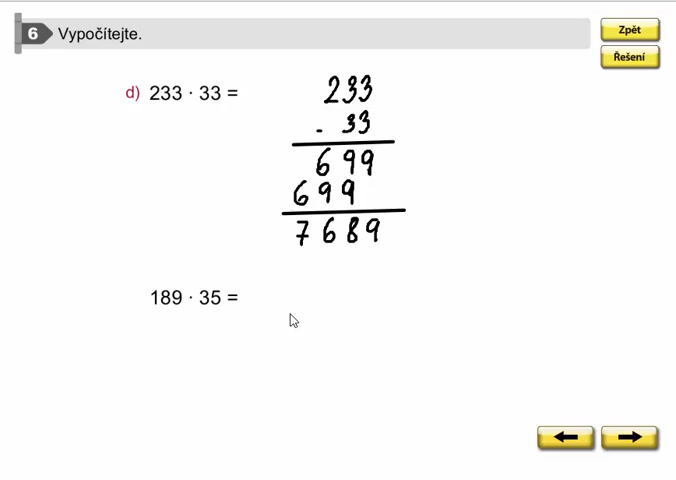 6 Vypočítejte.
Zpět
Řešení
d) 233 · 33 =
233
· 33
699
699
7689
189 · 35 =